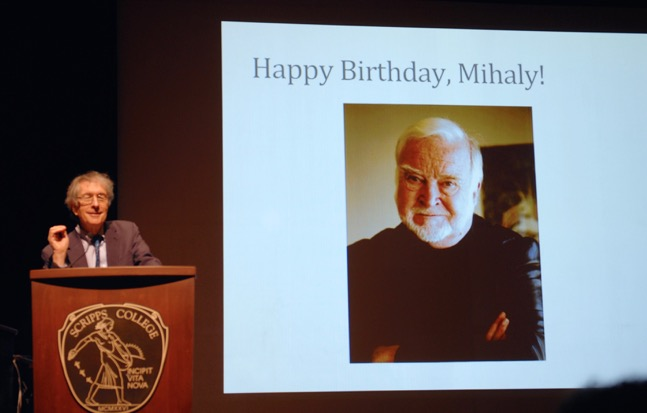 Happy Birthday, Mihaly!
SCRIPPS COLLEGE
INCIPIT
VITA
NOVA
MCMXXVI